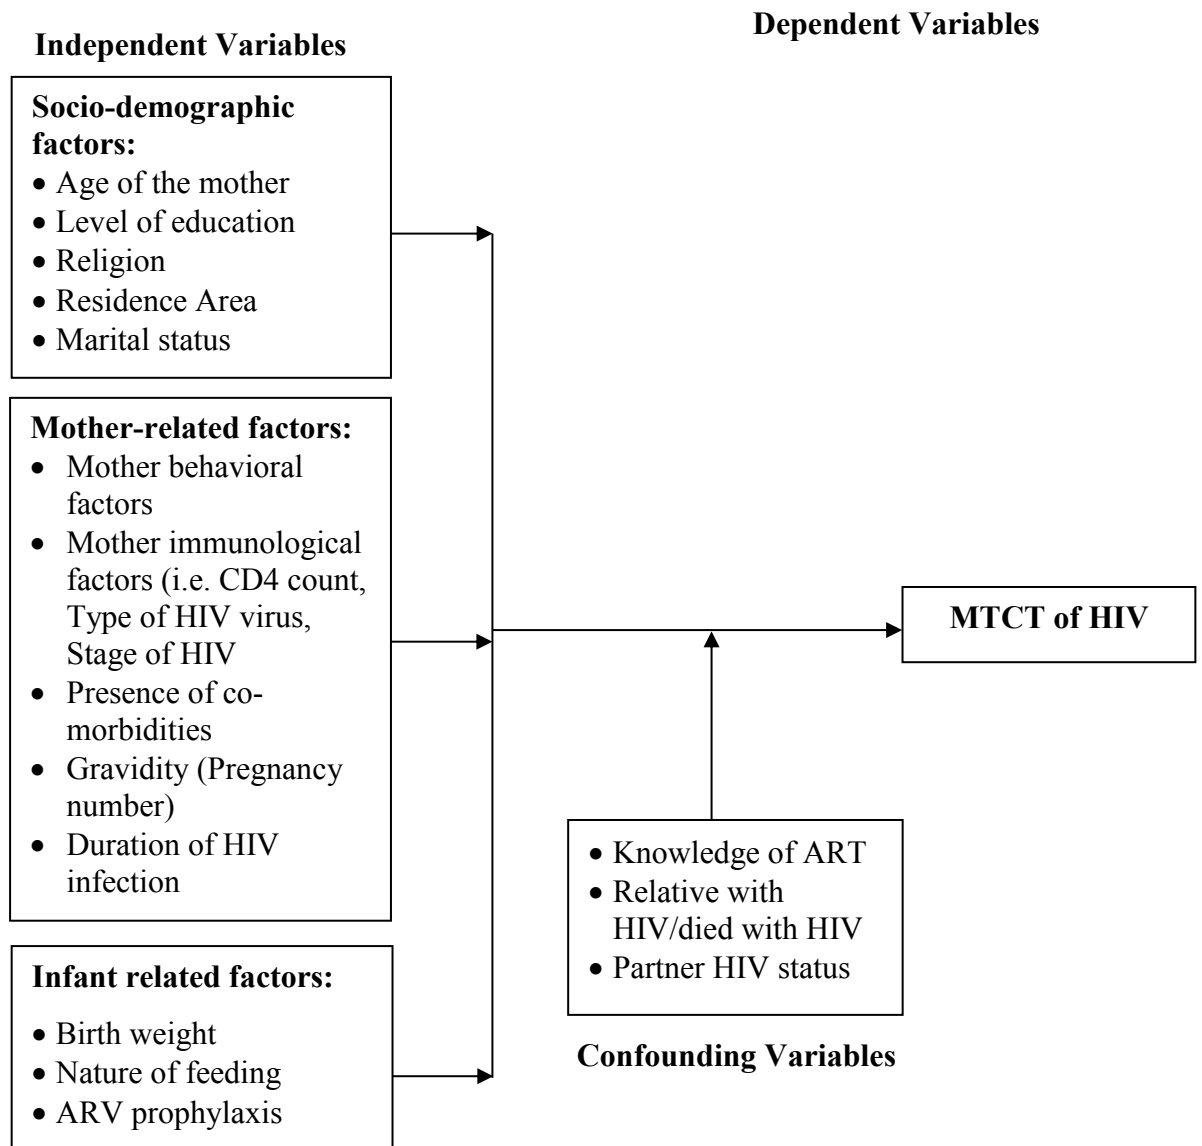 Dependent Variables
Independent Variables
Socio-demographic
factors:
• Age of the mother
• Level of education
• Religion
• Residence Area
• Marital status
Mother-related factors:
• Mother behavioral
factors
• Mother immunological
factors (i.e. CD4 count,
Type of HIV virus,
Stage of HIV
• Presence of co-
morbidities
• Gravidity (Pregnancy
number)
• Duration of HIV
infection
Infant related factors:
• Birth weight
• Nature of feeding
• ARV prophylaxis
MTCT of HIV
• Knowledge of ART
• Relative with
HIV/died with HIV
• Partner HIV status
Confounding Variables